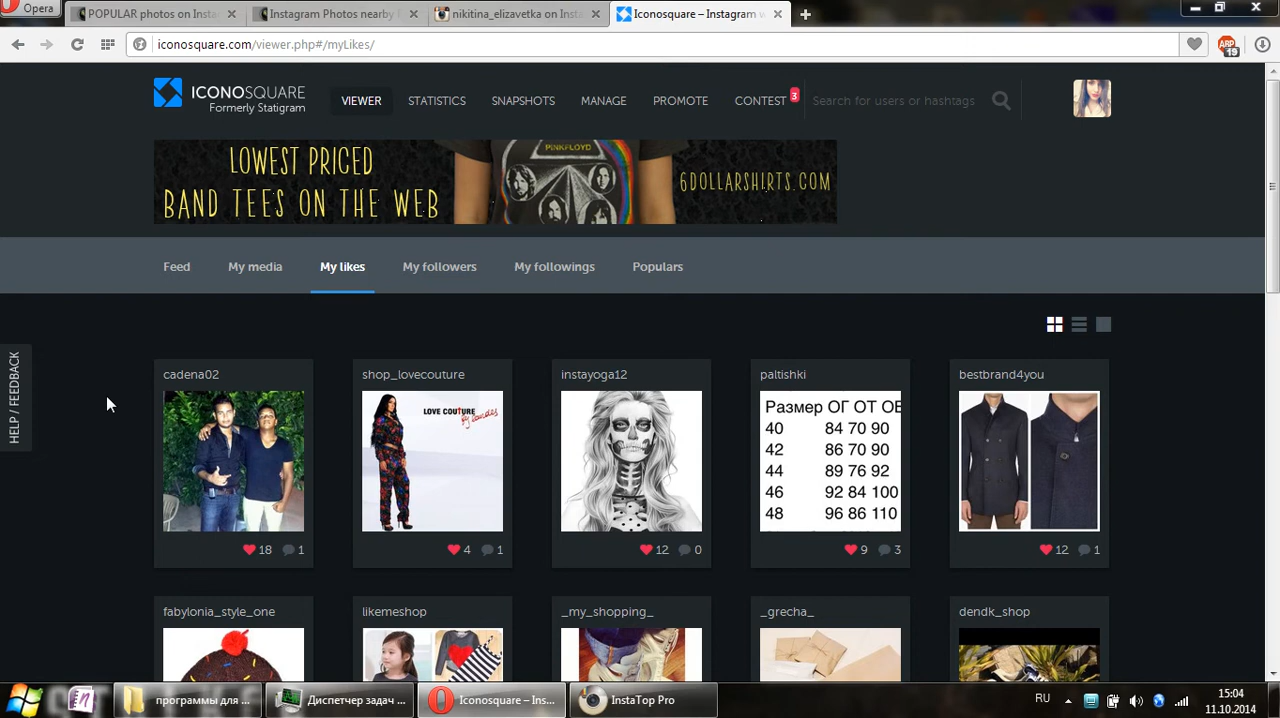 Opera
POPULAR photos on Insta
Instagram Photos nearby
nikitina_elizavetka on Insta
Iconosquare – Instagram w
iconosquare.com/viewer.php#/myLikes/
ABP
19
ICONOSQUARE
Formerly Statigram
VIEWER
STATISTICS
SNAPSHOTS
MANAGE
PROMOTE
CONTEST
3
Search for users or hashtags
LOWEST PRICED
BAND TEES ON THE WEB
PINK FLOYD
6DOLLARSHIRTS.COM
Feed
My media
My likes
My followers
My followings
Populars
HELP / FEEDBACK
cadena02
shop_lovecouture
instayoga12
paltishki
bestbrand4you
LOVE COUTURE
Размер ОГ ОТ ОБ
40 84 70 90
42 86 70 90
44 89 76 92
46 92 84 100
48 96 86 110
18 1
4 1
12 0
9 3
12 1
fabylonia_style_one
likemeshop
_my_shopping_
_grecha_
dendk_shop
программы для ...
Диспетчер задач ...
Iconosquare – Ins...
InstaTop Pro
RU
15:04
11.10.2014